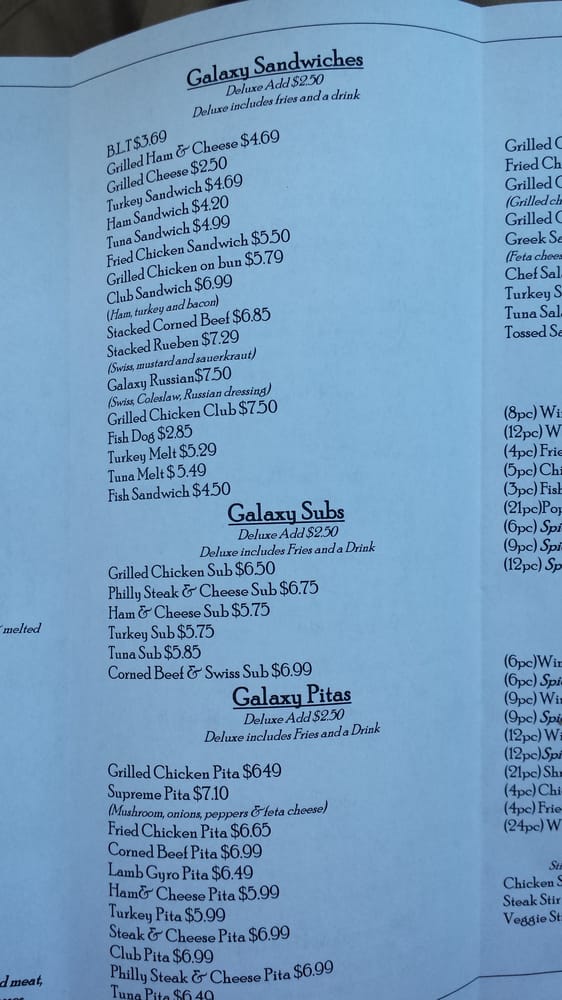 Galaxy Sandwiches
Deluxe Add $2.50
Deluxe includes fries and a drink
B.L.T $3.69
Grilled Ham & Cheese $4.69
Grilled Cheese $2.50
Turkey Sandwich $4.69
Ham Sandwich $4.20
Tuna Sandwich $4.99
Fried Chicken Sandwich $5.50
Grilled Chicken on bun $5.79
Club Sandwich $6.99
(Ham, turkey and bacon)
Stacked Corned Beef $6.85
Stacked Rueben $7.29
(Swiss, mustard and sauerkraut)
Galaxy Russian $7.50
(Swiss, Coleslaw, Russian dressing)
Grilled Chicken Club $7.50
Fish Dog $2.85
Turkey Melt $5.29
Tuna Melt $5.49
Fish Sandwich $4.50
Galaxy Subs
Deluxe Add $2.50
Deluxe includes Fries and a Drink
Grilled Chicken Sub $6.50
Philly Steak & Cheese Sub $6.75
Ham & Cheese Sub $5.75
Turkey Sub $5.75
Tuna Sub $5.85
Corned Beef & Swiss Sub $6.99
Galaxy Pitas
Deluxe Add $2.50
Deluxe includes Fries and a Drink
Grilled Chicken Pita $649
Supreme Pita $7.10
(Mushroom, onions, peppers & feta cheese)
Fried Chicken Pita $6.65
Corned Beef Pita $6.99
Lamb Gyro Pita $6.49
Ham& Cheese Pita $5.99
Turkey Pita $5.99
Steak & Cheese Pita $6.99
Club Pita $6.99
Philly Steak & Cheese Pita $6.99
Tuna Pita $6.49
melted
d meat,
Grilled C
Fried Ch
Grilled C
(Grilled ch
Grilled C
Greek Sa
(Feta chees
Chef Sal
Turkey S
Tuna Sal
Tossed Sa
(8pc) Wi
(12pc) W
(4pc) Frie
(5pc) Chi
(3pc) Fish
(21pc)Pop
(6pc) Spi
(9pc) Spi
(12pc) Sp
(6pc)Win
(6pc) Spi
(9pc) Wi
(9pc) Spi
(12pc) Wi
(12pc)Spi
(21pc) Shr
(4pc) Chi
(4pc) Frie
(24pc) W
Sti
Chicken S
Steak Stir
Veggie St